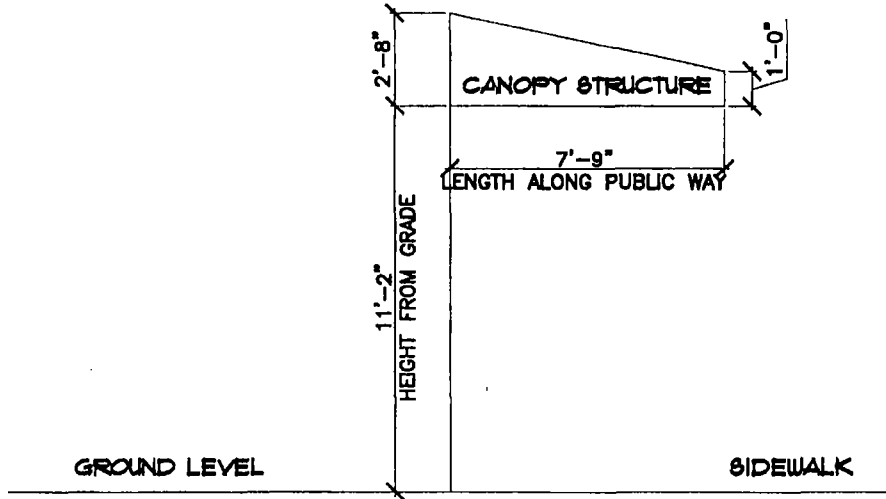 2'-8"
1'-0"
CANOPY STRUCTURE
7'-9"
LENGTH ALONG PUBLIC WAY
11'-2"
HEIGHT FROM GRADE
GROUND LEVEL
SIDEWALK